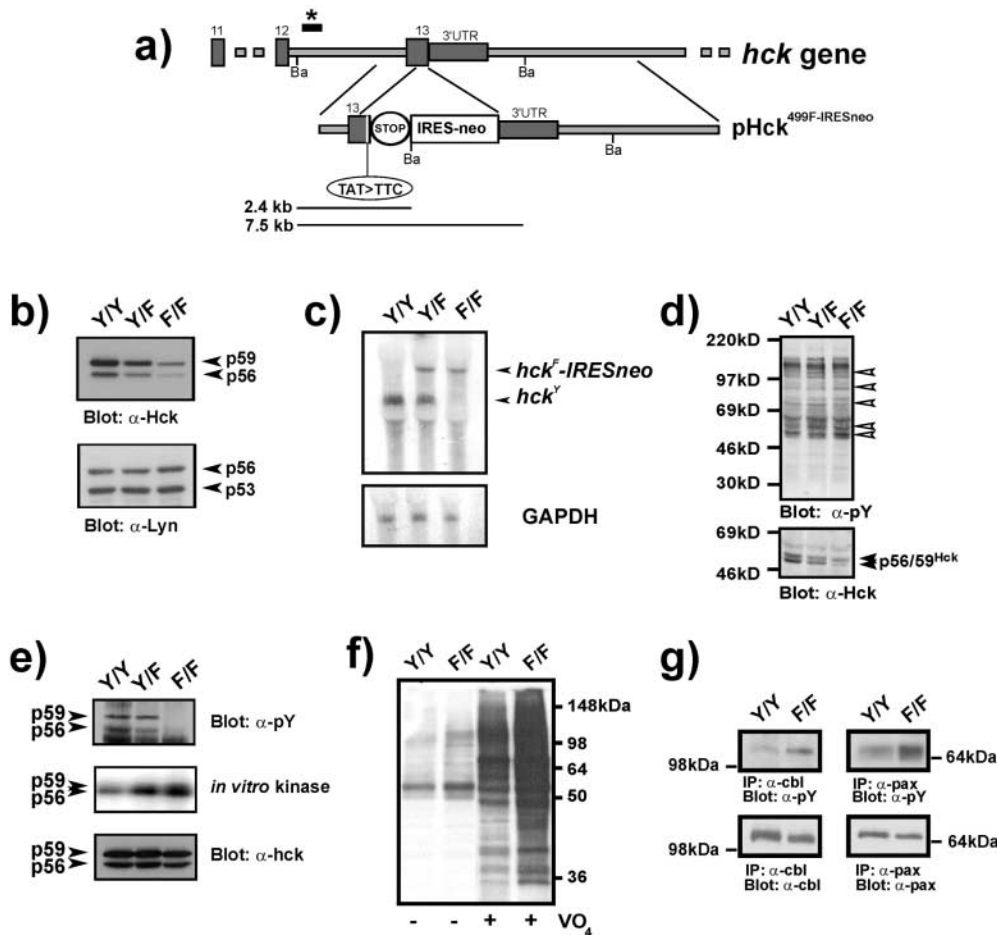 a)
*
11 12 13 3'UTR
Ba Ba
hck gene
13 STOP IRES-neo 3'UTR
pHck499F-IRESneo
Ba Ba
TAT>TTC
2.4 kb
7.5 kb
b)
Y/Y Y/F F/F
p59
p56
Blot: α-Hck
p56
p53
Blot: α-Lyn
c)
Y/Y Y/F F/F
hckF-IRESneo
hckY
GAPDH
d)
Y/Y Y/F F/F
220kD
97kD
69kD
46kD
30kD
Blot: α-pY
69kD
p56/59Hck
46kD
Blot: α-Hck
e)
Y/Y Y/F F/F
p59
p56
Blot: α-pY
p59
p56
in vitro kinase
p59
p56
Blot: α-hck
f)
Y/Y F/F Y/Y F/F
148kDa
98
64
50
36
- - + + VO4
g)
Y/Y F/F
98kDa
IP: α-cbl
Blot: α-pY
98kDa
IP: α-cbl
Blot: α-cbl
Y/Y F/F
64kDa
IP: α-pax
Blot: α-pY
64kDa
IP: α-pax
Blot: α-pax